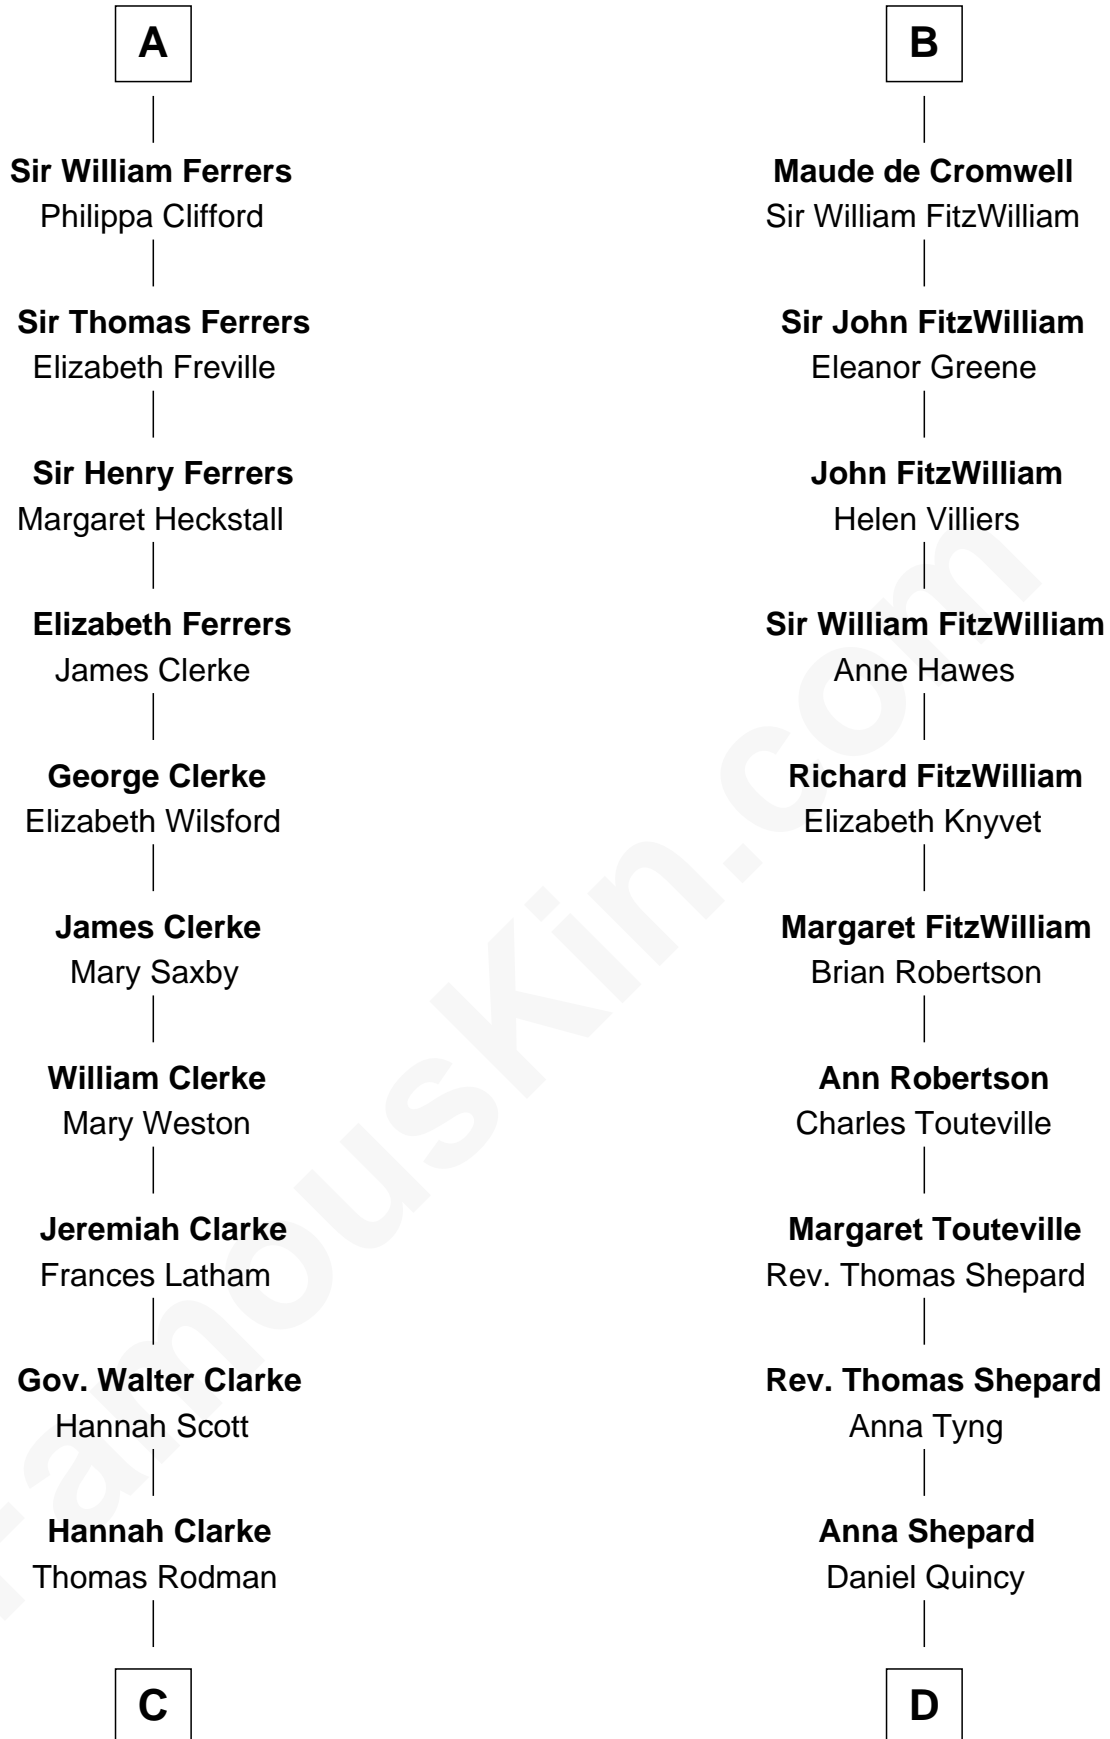 A
Sir William Ferrers
Philippa Clifford
Sir Thomas Ferrers
Elizabeth Freville
Sir Henry Ferrers
Margaret Heckstall
Elizabeth Ferrers
James Clerke
George Clerke
Elizabeth Wilsford
James Clerke
Mary Saxby
William Clerke
Mary Weston
Jeremiah Clarke
Frances Latham
Gov. Walter Clarke
Hannah Scott
Hannah Clarke
Thomas Rodman
C
B
Maude de Cromwell
Sir William FitzWilliam
Sir John FitzWilliam
Eleanor Greene
John FitzWilliam
Helen Villiers
Sir William FitzWilliam
Anne Hawes
Richard FitzWilliam
Elizabeth Knyvet
Margaret FitzWilliam
Brian Robertson
Ann Robertson
Charles Touteville
Margaret Touteville
Rev. Thomas Shepard
Rev. Thomas Shepard
Anna Tyng
Anna Shepard
Daniel Quincy
D
FamousKin.com